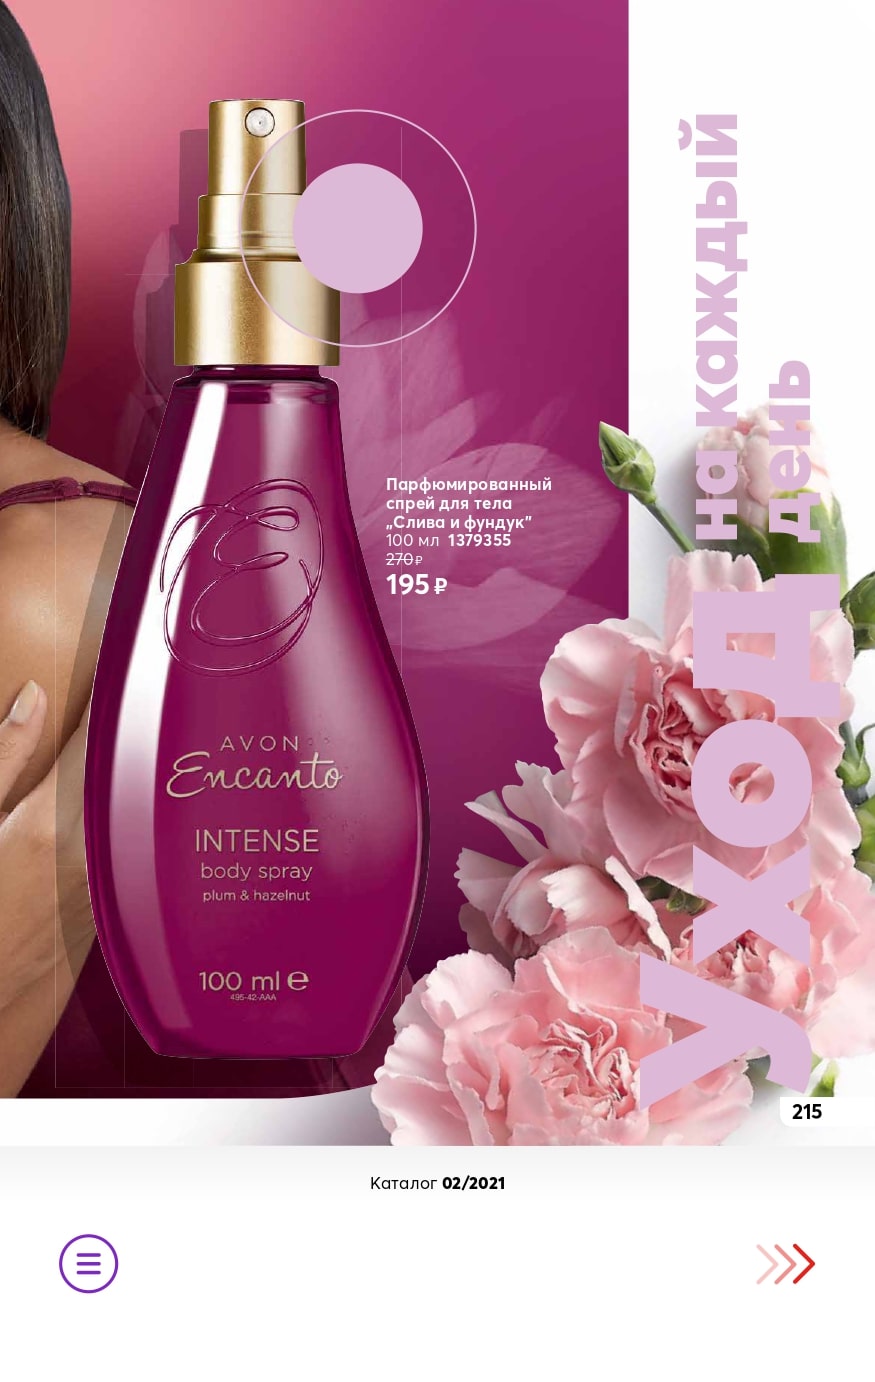 уход
на каждый
день
Парфюмированный
спрей для тела
„Слива и фундук”
100 мл 1379355
270 ₽
195 ₽
AVON
Encanto
INTENSE
body spray
plum & hazelnut
100 ml e
495-42-AAA
215
Каталог 02/2021